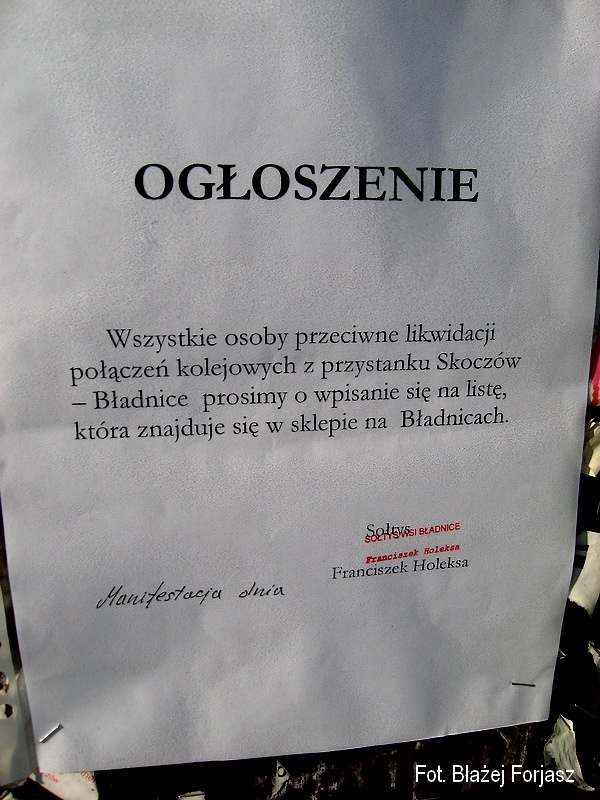 OGŁOSZENIE
Wszystkie osoby przeciwne likwidacji
połączeń kolejowych z przystanku Skoczów
– Bładnice prosimy o wpisanie się na listę,
która znajduje się w sklepie na Bładnicach.
Sołtys
SOŁTYS WSI BŁADNICE
Franciszek Holeksa
Franciszek Holeksa
Manifestacja dnia
Fot. Błażej Forjasz